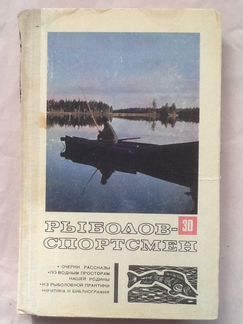 РЫБОЛОВ-
30
СПОРТСМЕН
• ОЧЕРКИ РАССКАЗЫ
• ПО ВОДНЫМ ПРОСТОРАМ
НАШЕЙ РОДИНЫ
• ИЗ РЫБОЛОВНОЙ ПРАКТИКИ
КРИТИКА И БИБЛИОГРАФИЯ